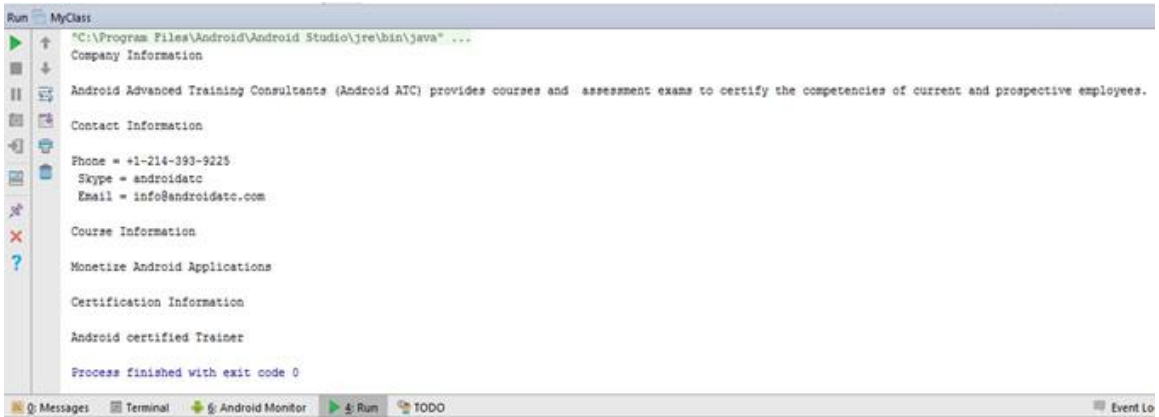 Run MyClass
"C:\Program Files\Android\Android Studio\jre\bin\java" ...
Company Information
Android Advanced Training Consultants (Android ATC) provides courses and  assessment exams to certify the competencies of current and prospective employees.
Contact Information
Phone = +1-214-393-9225
Skype = androidatc
Email = info@androidatc.com
Course Information
Monetize Android Applications
Certification Information
Android certified Trainer
Process finished with exit code 0
0: Messages Terminal 6: Android Monitor 4: Run TODO Event Lo